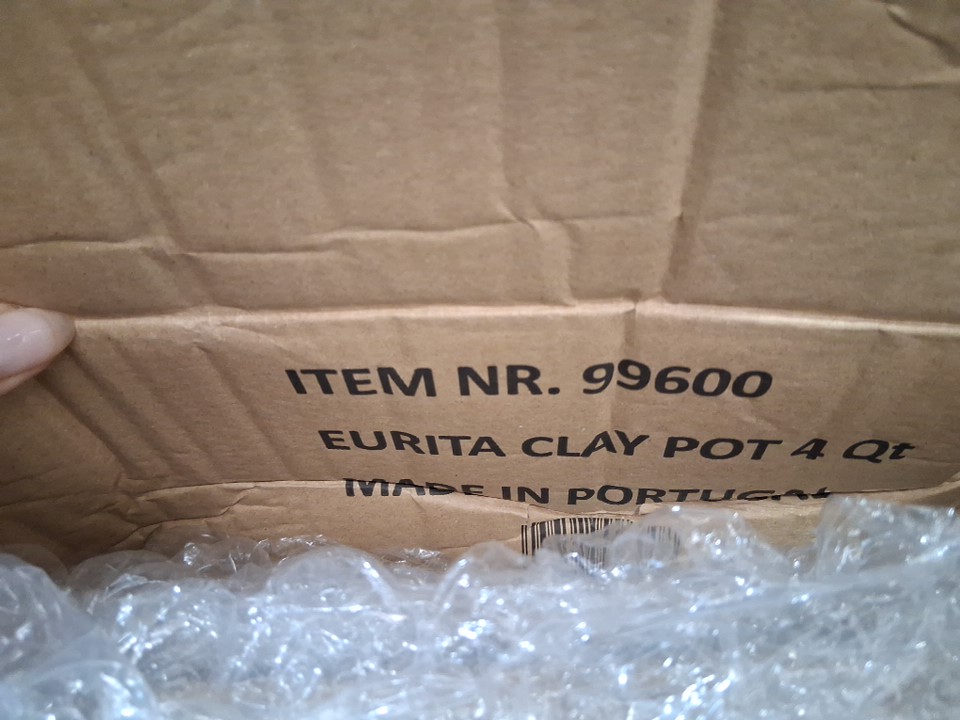 ITEM NR. 99600
EURITA CLAY POT 4 Qt
MADE IN PORTUGAL